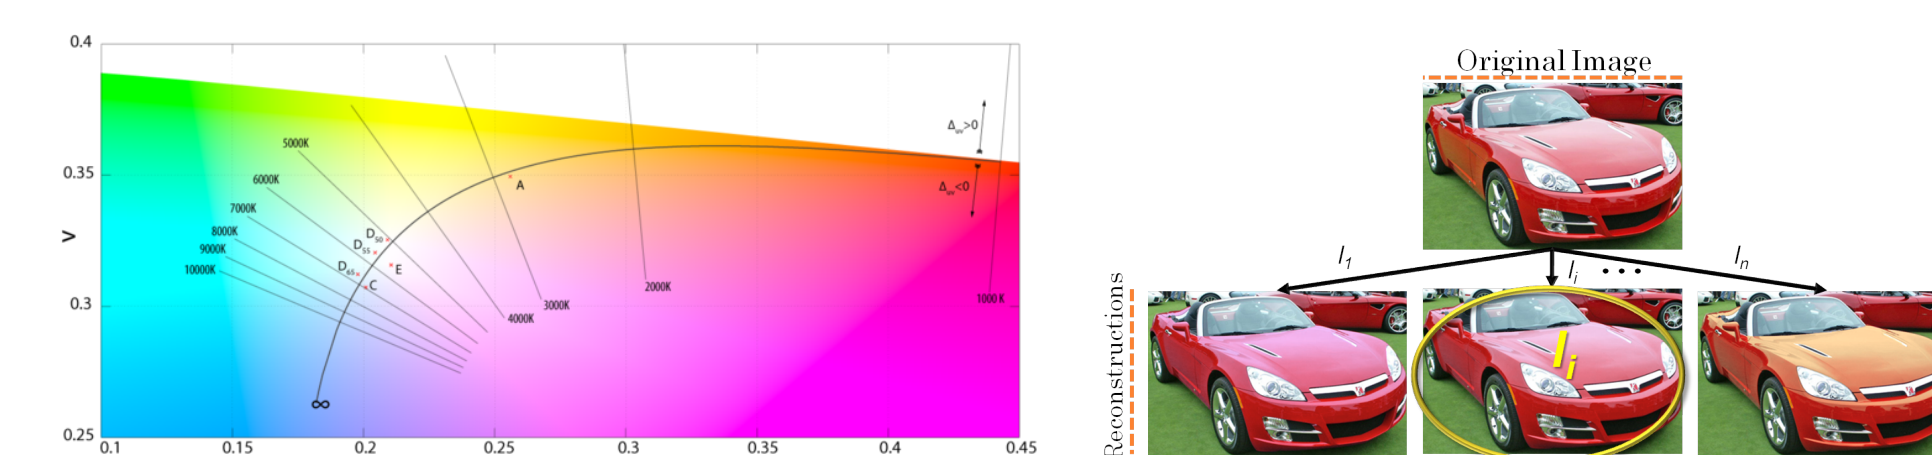 0.4
0.35
0.3
0.25
V
0.1 0.15 0.2 0.25 0.3 0.35 0.4 0.45
5000K
6000K
7000K
8000K
9000K
10000K
4000K
3000K
2000K
1000 K
D50
D55
D65
A
E
C
∞
Δuv>0
Δuv<0
Original Image
l1
li
...
ln
Reconstructions
li